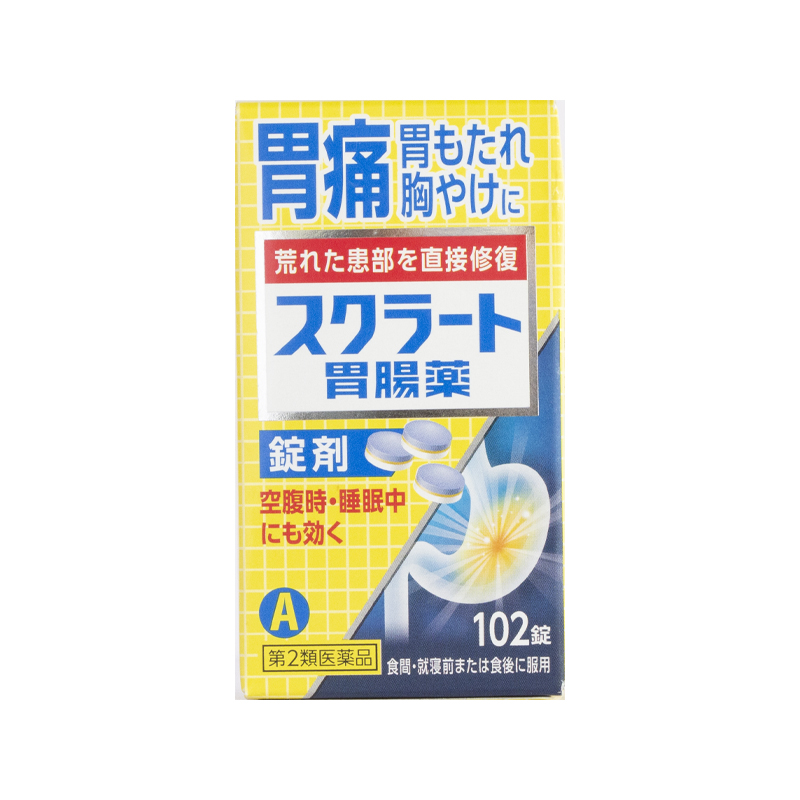 胃痛
胃もたれ
胸やけに
荒れた患部を直接修復
スクラート
胃腸薬
錠剤
空腹時・睡眠中
にも効く
A
第2類医薬品
102錠
食間・就寝前または食後に服用